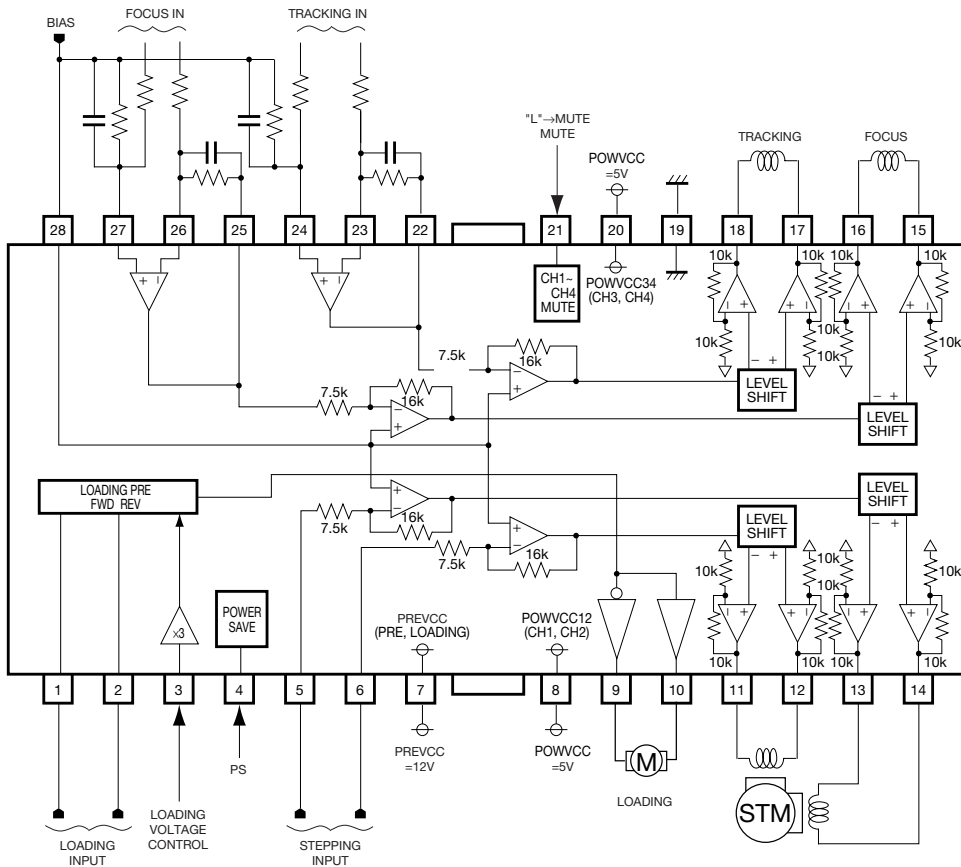 FOCUS IN
TRACKING IN
BIAS
"L"→MUTE
MUTE
POWVCC
=5V
TRACKING
FOCUS
28
27
26
25
24
23
22
21
20
19
18
17
16
15
+ −
+ −
CH1~
CH4
MUTE
POWVCC34
(CH3, CH4)
10k
10k
10k
10k
− +
+ −
− +
+ −
10k
10k
10k
10k
7.5k
16k
− +
LEVEL
SHIFT
7.5k
16k
− +
LEVEL
SHIFT
−
+
−
+
LOADING PRE
FWD REV
+
−
7.5k
16k
+
−
7.5k
16k
LEVEL
SHIFT
− +
LEVEL
SHIFT
− +
10k
10k
10k
10k
− +
+ −
− +
+ −
10k
10k
10k
10k
x3
POWER
SAVE
PREVCC
(PRE, LOADING)
POWVCC12
(CH1, CH2)
1
2
3
4
5
6
7
8
9
10
11
12
13
14
PS
PREVCC
=12V
POWVCC
=5V
M
LOADING
STM
LOADING
INPUT
LOADING
VOLTAGE
CONTROL
STEPPING
INPUT